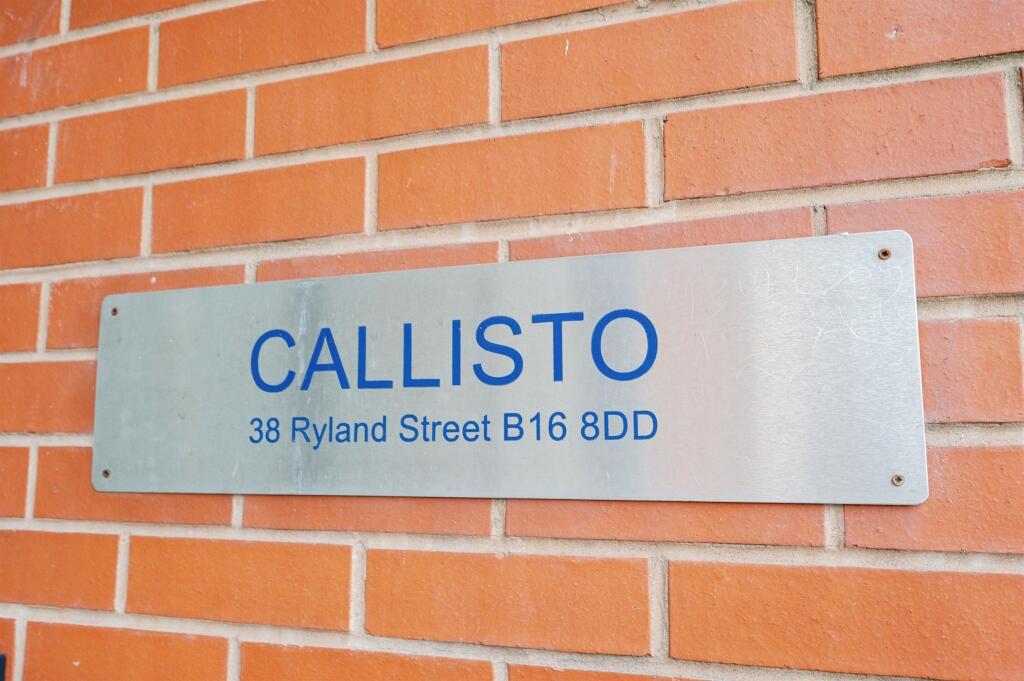 CALLISTO
38 Ryland Street B16 8DD